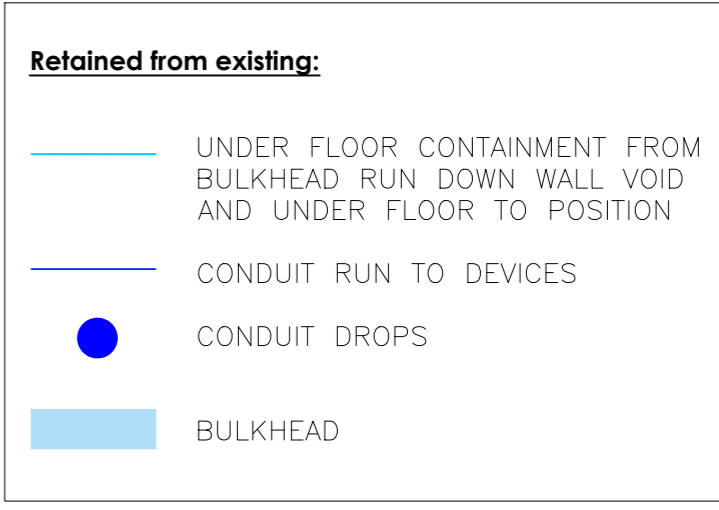 Retained from existing:
UNDER FLOOR CONTAINMENT FROM
BULKHEAD RUN DOWN WALL VOID
AND UNDER FLOOR TO POSITION
CONDUIT RUN TO DEVICES
CONDUIT DROPS
BULKHEAD